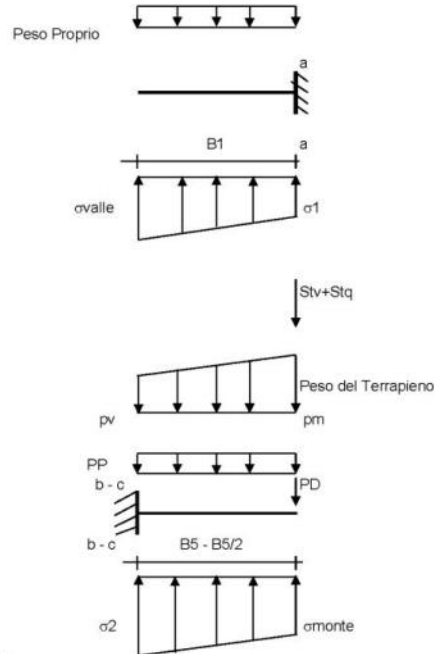 Peso Proprio
a
B1
a
σvalle
σ1
Stv+Stq
Peso del Terrapieno
pv
pm
PP
b - c
PD
b - c
B5 - B5/2
σ2
σmonte